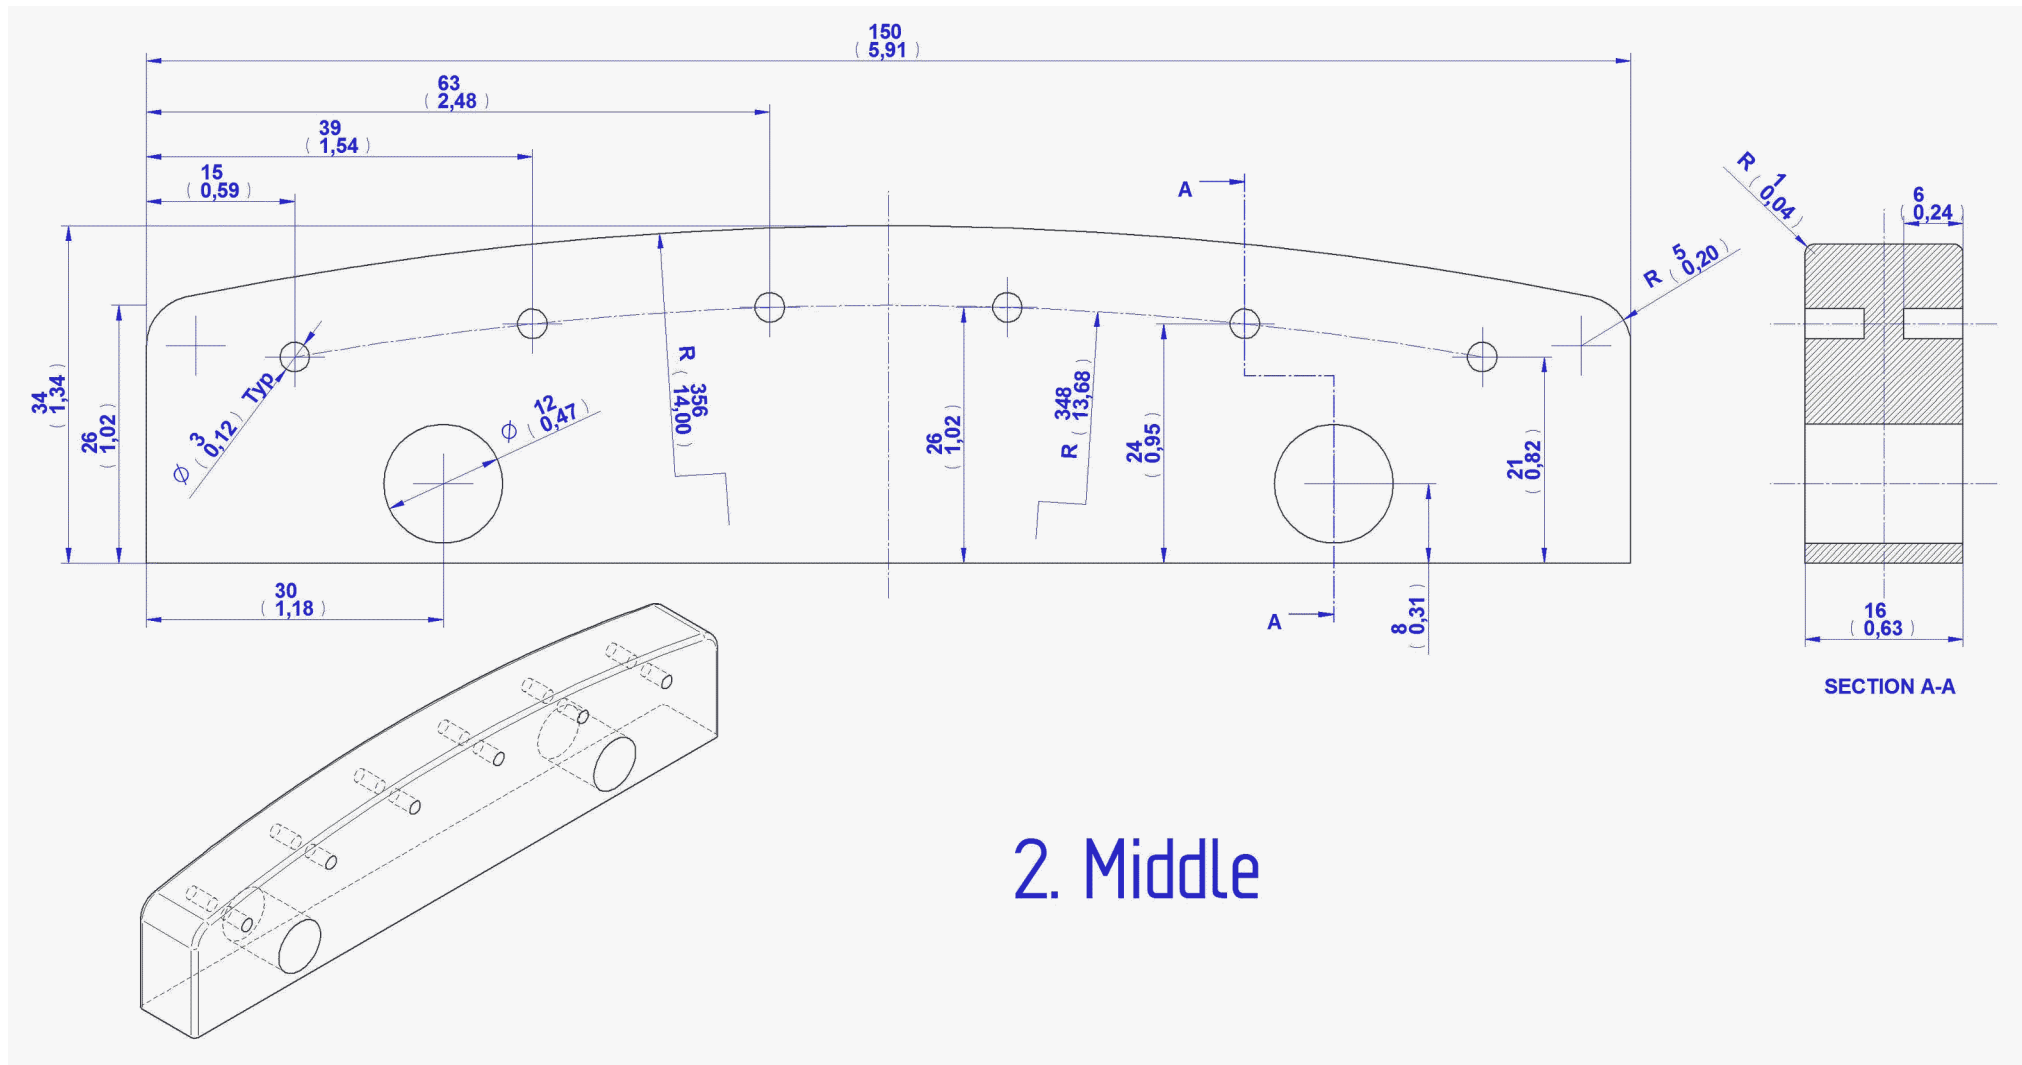 150
( 5,91 )
63
( 2,48 )
39
( 1,54 )
15
( 0,59 )
A
R ( 1
0,04 )
6
( 0,24 )
R ( 5
0,20 )
34
( 1,34 )
26
( 1,02 )
Ø ( 3
0,12 ) Typ
Ø ( 12
0,47 )
R ( 356
14,00 )
26
( 1,02 )
R ( 348
13,68 )
24
( 0,95 )
21
( 0,82 )
8
( 0,31 )
30
( 1,18 )
A
16
( 0,63 )
SECTION A-A
2. Middle